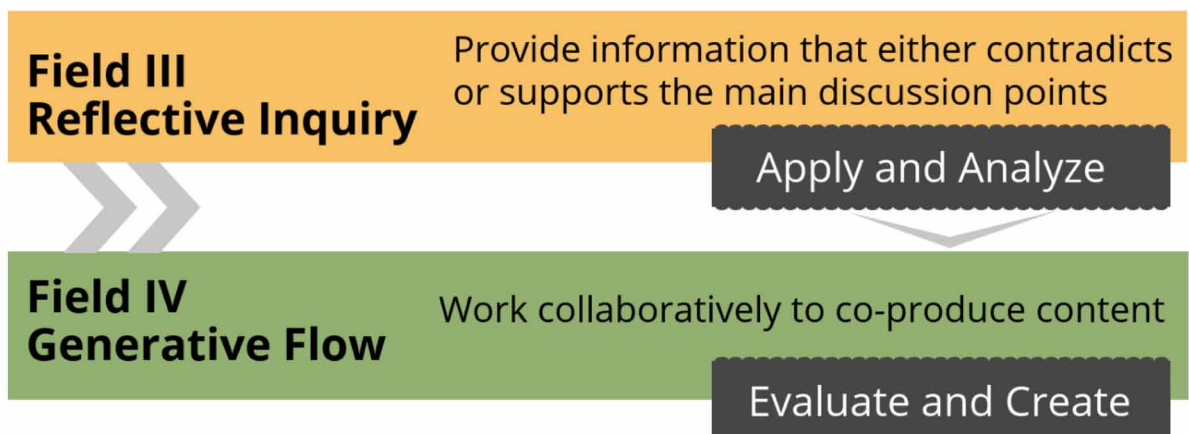 Field III
Reflective Inquiry
Provide information that either contradicts
or supports the main discussion points
Apply and Analyze
Field IV
Generative Flow
Work collaboratively to co-produce content
Evaluate and Create